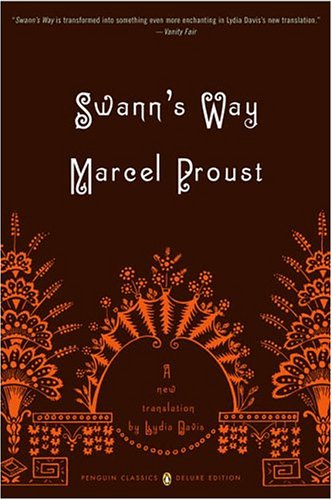 "Swann's Way is transformed into something even more enchanting in Lydia Davis's new translation."
— Vanity Fair
Swann's Way
Marcel Proust
A
new
translation
by Lydia Davis
PENGUIN CLASSICS DELUXE EDITION